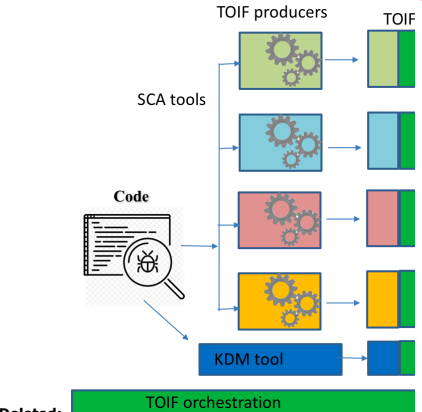 TOIF producers
TOIF
SCA tools
Code
KDM tool
TOIF orchestration
Deleted: